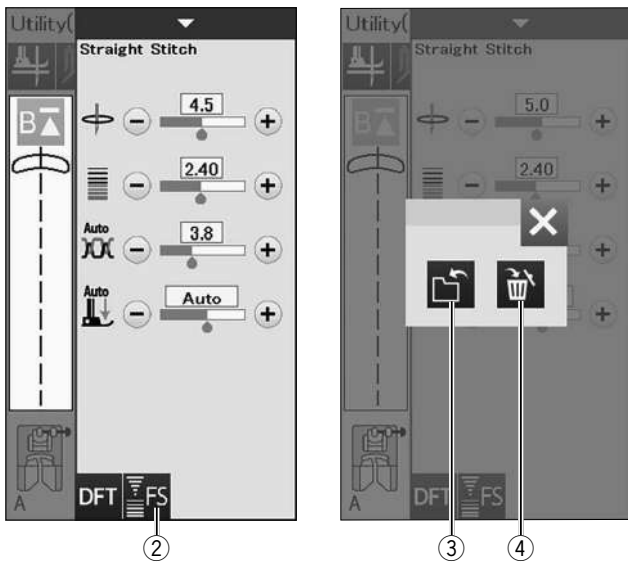 Utility(
Straight Stitch
B
4.5
2.40
Auto
3.8
Auto
Auto
A
DFT
FS
②
Utility(
Straight Stitch
B
5.0
2.40
A
DFT
FS
③
④